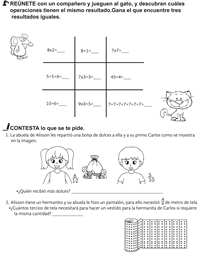 REÚNETE con un compañero y jueguen al gato, y descubran cuáles
operaciones tienen el mismo resultado.Gana el que encuentre tres
resultados iguales.
8x2=___ 8÷1=___ 7x7=___
5+5+6=___ 7x3+3=___ 45÷6=___
10÷6=___ 9x3+5=___ 7+7+7+7+7+7+7=___
CONTESTA lo que se te pide.
1. La abuela de Alisson les repartió una bolsa de dulces a ella y a su primo Carlos como se muestra
en la imagen.
•¿Quién recibió más dulces?
2. Alisson tiene un hermanito y su abuela le hizo un pantalón, para ello necesitó de metro de tela
¿Cuántos tercios de tela necesitará para hacer un vestido para la hermanita de Carlos si requiere
la misma cantidad?